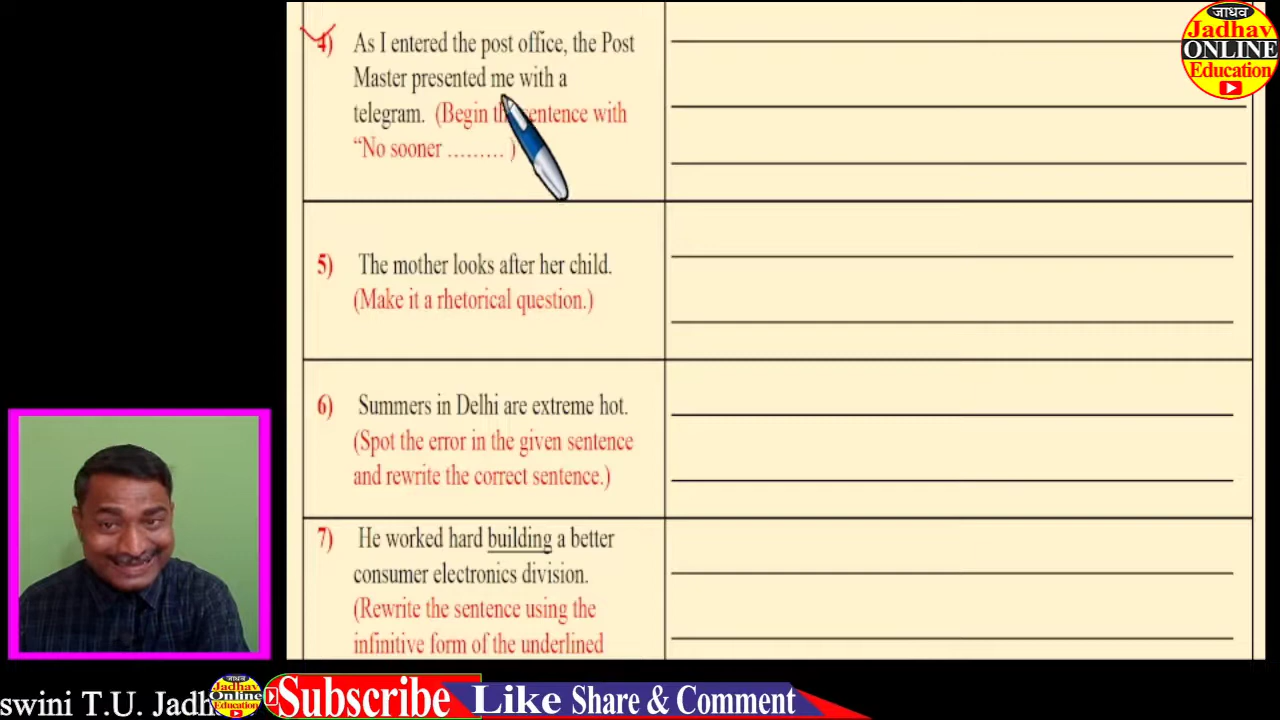 4) As I entered the post office, the Post
Master presented me with a
telegram. (Begin the sentence with
“No sooner ......... )
5) The mother looks after her child.
(Make it a rhetorical question.)
6) Summers in Delhi are extreme hot.
(Spot the error in the given sentence
and rewrite the correct sentence.)
7) He worked hard building a better
consumer electronics division.
(Rewrite the sentence using the
infinitive form of the underlined
जाधव
Jadhav
ONLINE
Education
swini T.U. Jadh
जाधव
Jadhav
Online
Education
Subscribe
Like Share & Comment